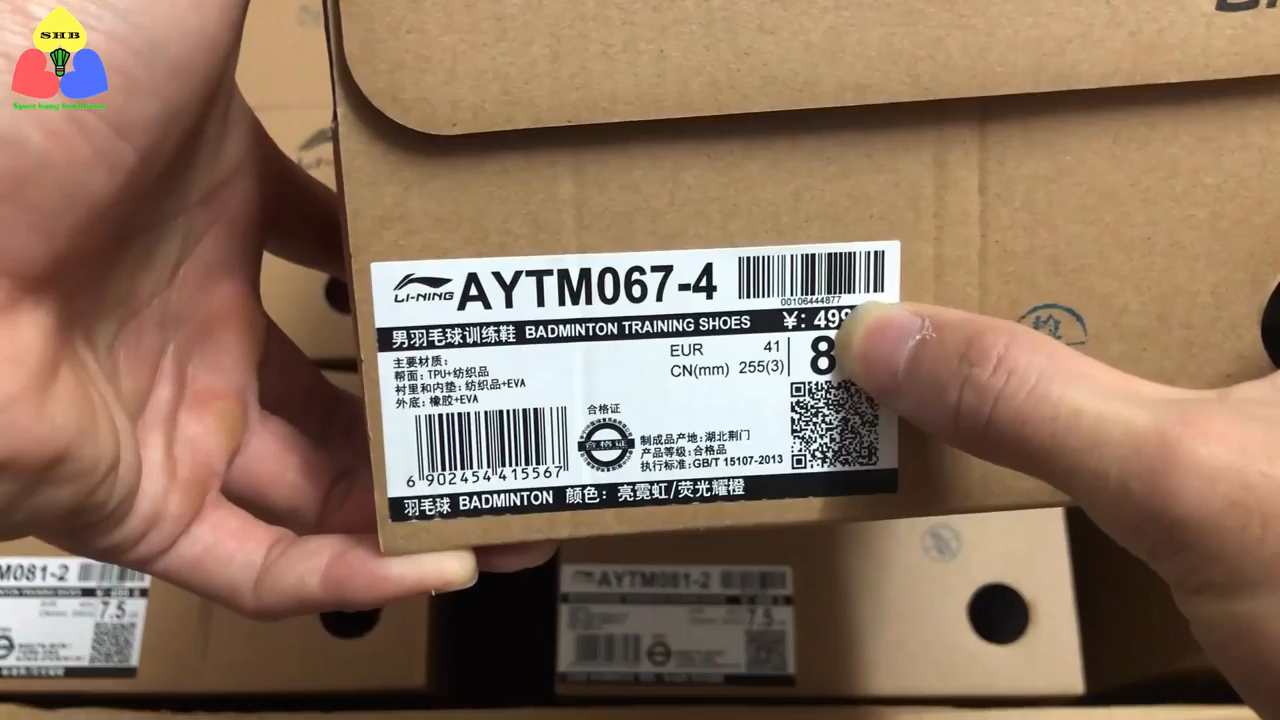 SHB
LI-NING AYTM067-4
00106444877
男羽毛球训练鞋 BADMINTON TRAINING SHOES ¥: 499
主要材质:
帮面: TPU+纺织品
衬里和内垫: 纺织品+EVA
外底: 橡胶+EVA
EUR 41
CN(mm) 255(3)
8
合格证
合格证
制成品产地: 湖北荆门
产品等级: 合格品
执行标准: GB/T 15107-2013
6 902454 415567
羽毛球 BADMINTON 颜色: 亮霓虹/荧光耀橙
M081-2
7.5
AYTM081-2
7.5